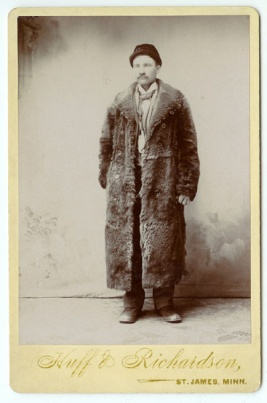 Huff & Richardson,
ST. JAMES, MINN.